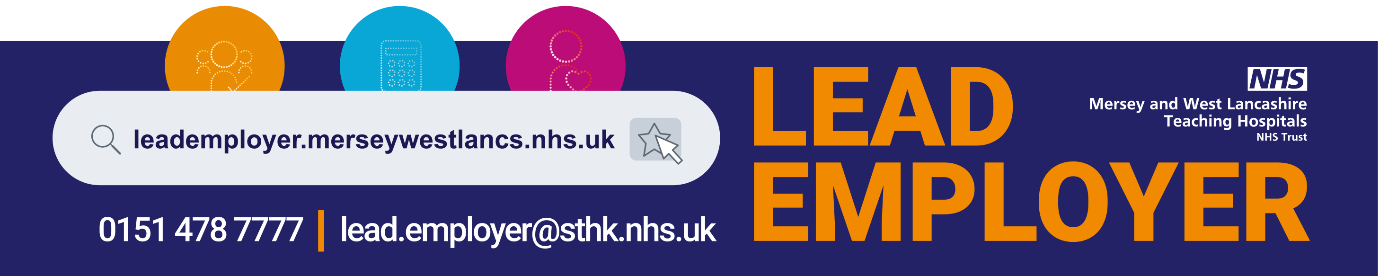 leademployer.merseywestlancs.nhs.uk
0151 478 7777 | lead.employer@sthk.nhs.uk
LEAD
EMPLOYER
NHS
Mersey and West Lancashire
Teaching Hospitals
NHS Trust